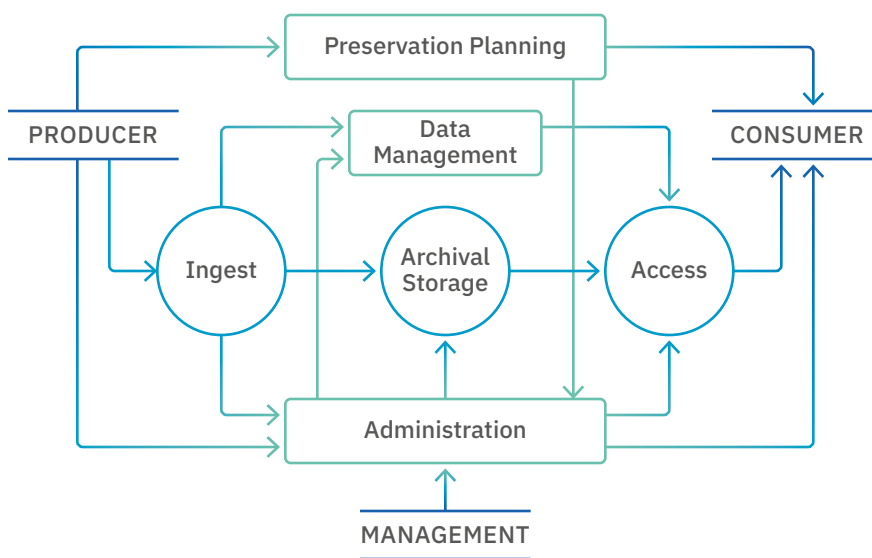 Preservation Planning
PRODUCER
Data
Management
CONSUMER
Ingest
Archival
Storage
Access
Administration
MANAGEMENT